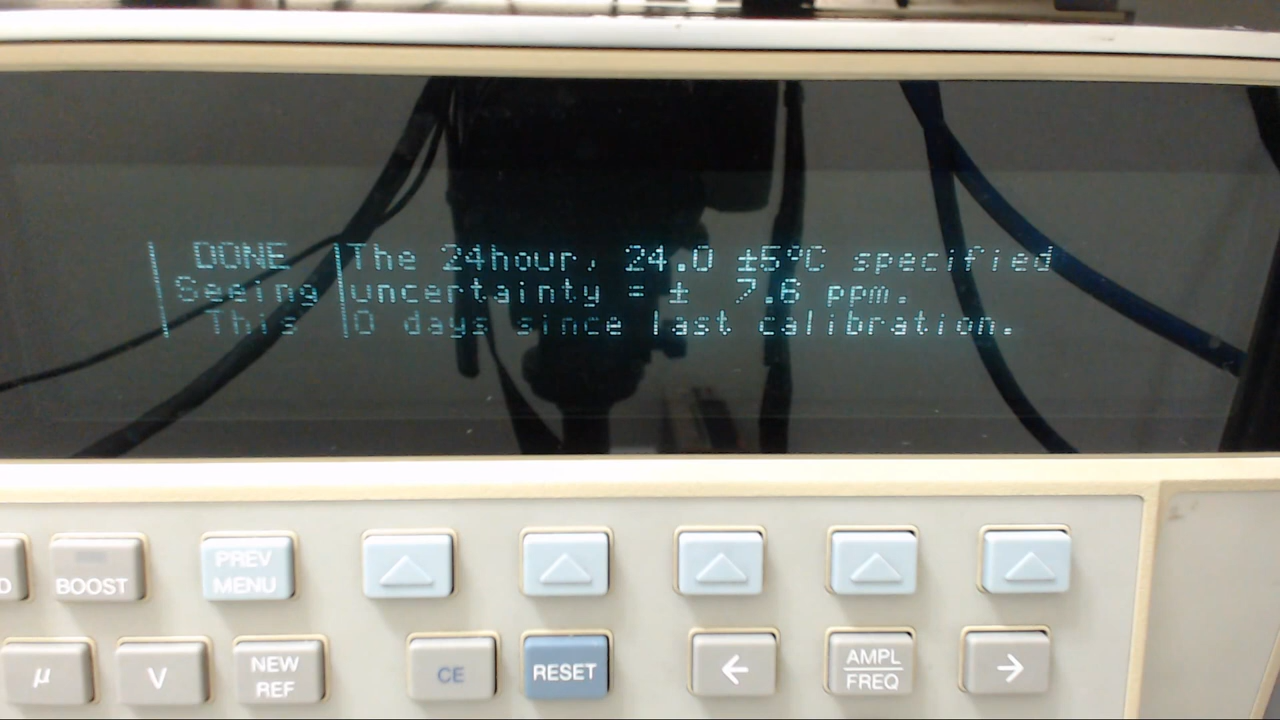 DONE |The 24hour, 24.0 ±5°C specified
Seeing |uncertainty = ± 7.6 ppm.
This |0 days since last calibration.
D BOOST PREV MENU
µ V NEW REF CE RESET ← AMPL FREQ →